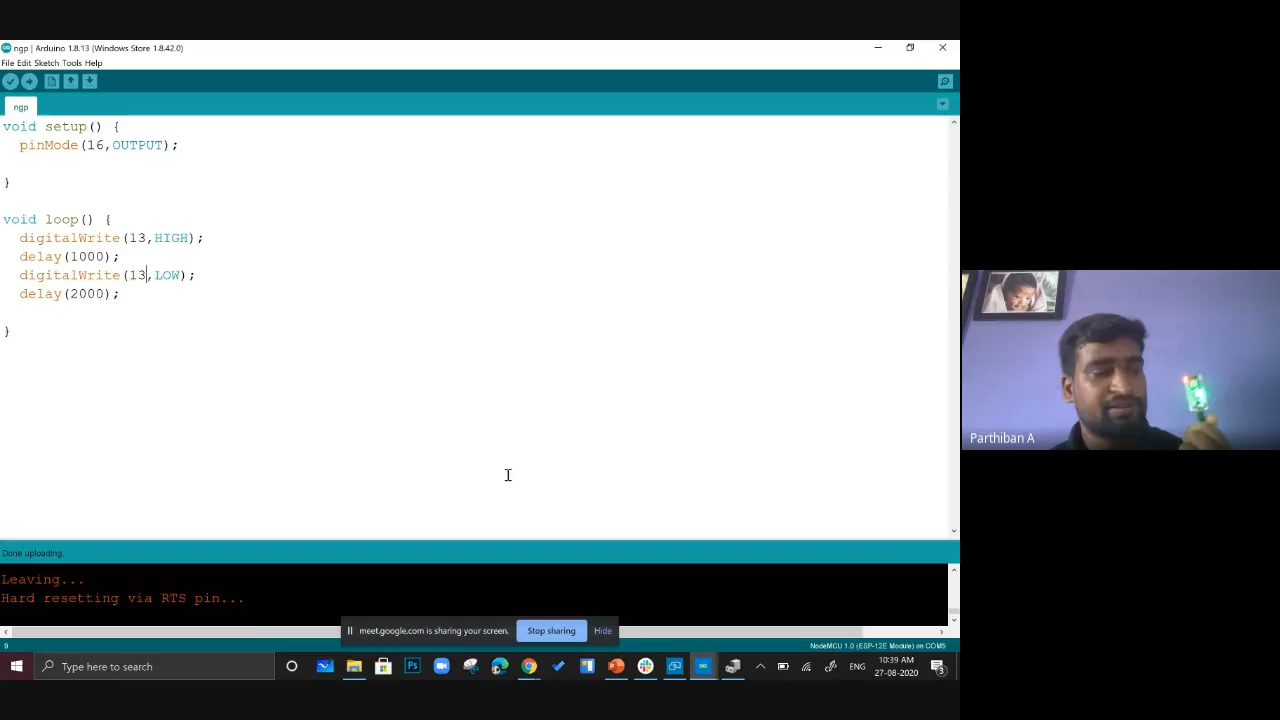 ngp | Arduino 1.8.13 (Windows Store 1.8.42.0)
File Edit Sketch Tools Help
ngp
void setup() {
  pinMode(16,OUTPUT);
}
void loop() {
  digitalWrite(13,HIGH);
  delay(1000);
  digitalWrite(13,LOW);
  delay(2000);
}
Parthiban A
Done uploading.
Leaving...
Hard resetting via RTS pin...
meet.google.com is sharing your screen. Stop sharing Hide
9 NodeMCU 1.0 (ESP-12E Module) on COM5
Type here to search
Ps
ENG
10:39 AM
27-08-2020
3